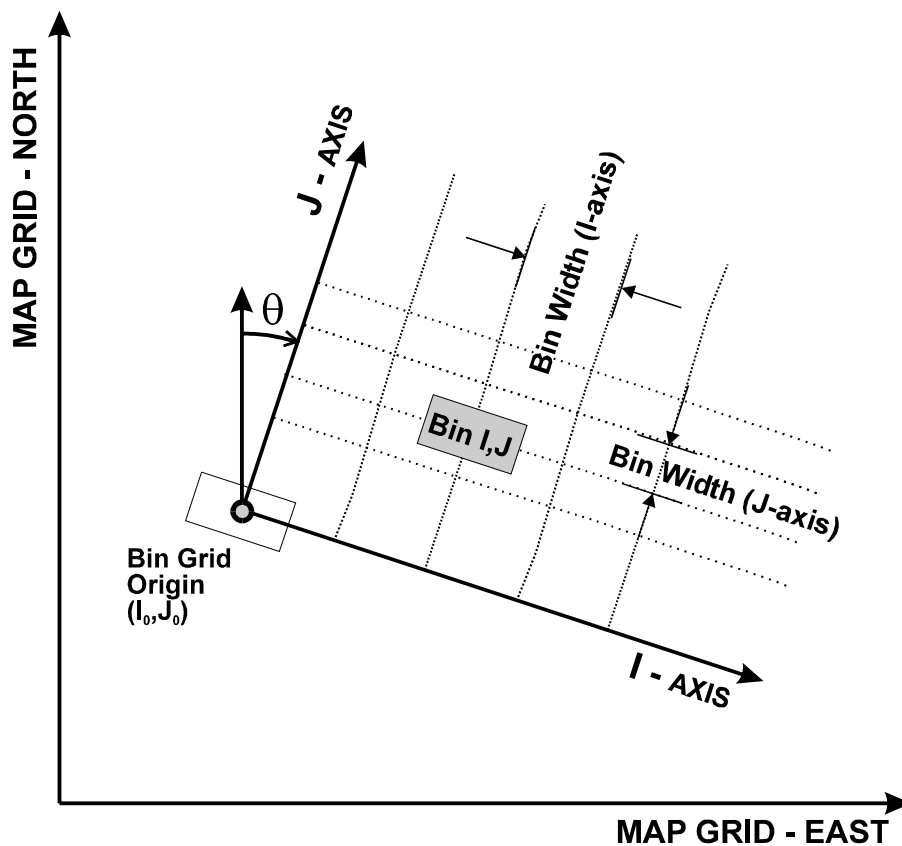 MAP GRID - NORTH
J - AXIS
Bin Width (I-axis)
θ
Bin I,J
Bin Width (J-axis)
Bin Grid
Origin
(I₀,J₀)
I - AXIS
MAP GRID - EAST